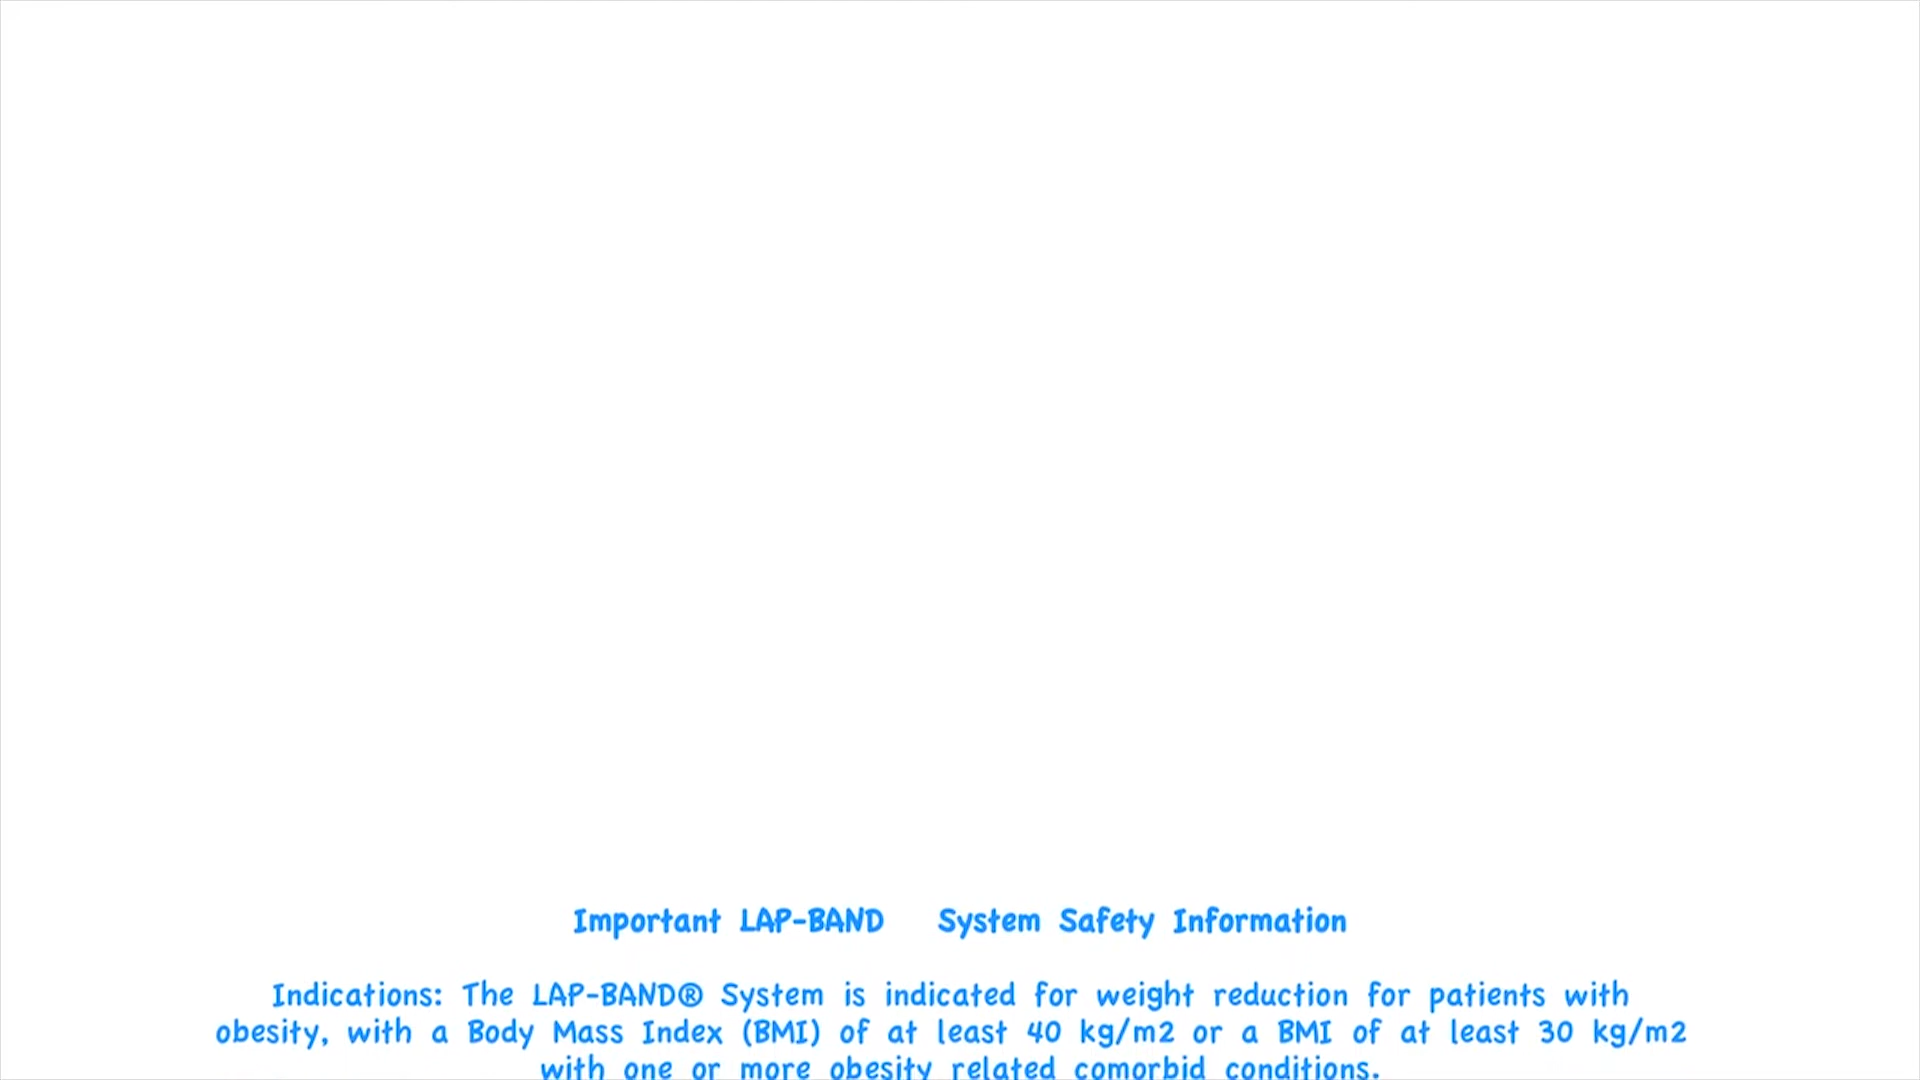 Important LAP-BAND System Safety Information
Indications: The LAP-BAND® System is indicated for weight reduction for patients with
obesity, with a Body Mass Index (BMI) of at least 40 kg/m2 or a BMI of at least 30 kg/m2
with one or more obesity related comorbid conditions.